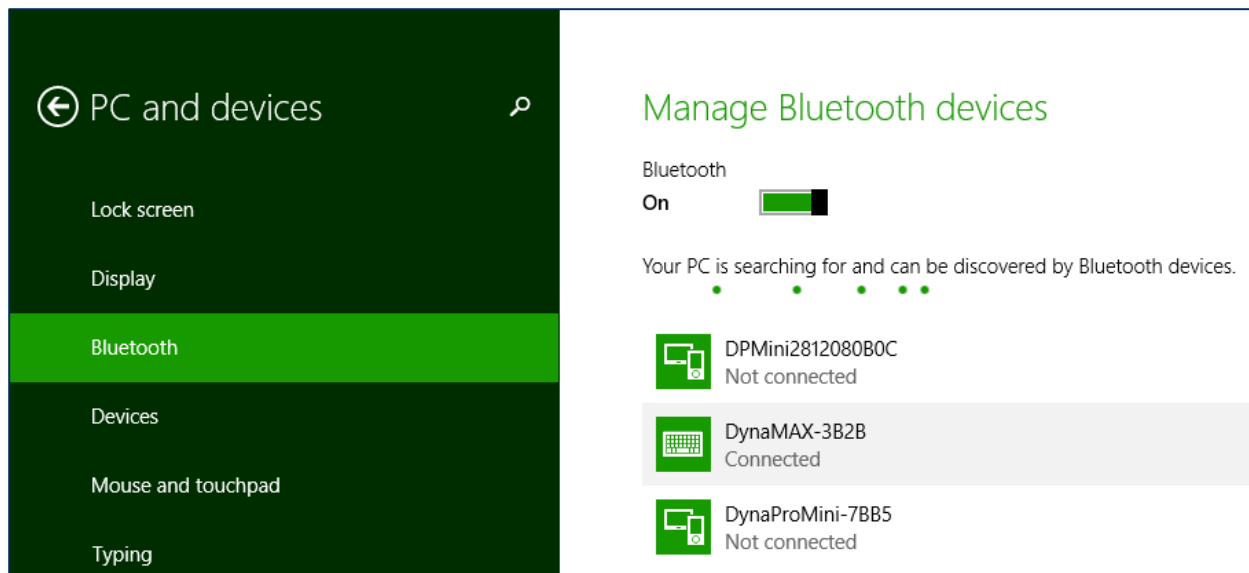 PC and devices
Lock screen
Display
Bluetooth
Devices
Mouse and touchpad
Typing
Manage Bluetooth devices
Bluetooth
On
Your PC is searching for and can be discovered by Bluetooth devices.
DPMini2812080B0C
Not connected
DynaMAX-3B2B
Connected
DynaProMini-7BB5
Not connected